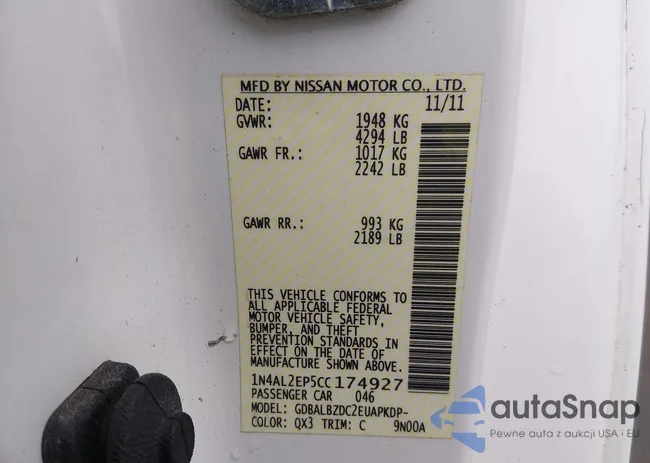 MFD BY NISSAN MOTOR CO., LTD.
DATE: 11/11
GVWR: 1948 KG
4294 LB
GAWR FR.: 1017 KG
2242 LB
GAWR RR.: 993 KG
2189 LB
THIS VEHICLE CONFORMS TO
ALL APPLICABLE FEDERAL
MOTOR VEHICLE SAFETY,
BUMPER, AND THEFT
PREVENTION STANDARDS IN
EFFECT ON THE DATE OF
MANUFACTURE SHOWN ABOVE.
1N4AL2EP5CC174927
PASSENGER CAR 046
MODEL: GDBALBZDC2EUAPKDP-
COLOR: QX3 TRIM: C 9N00A
autoSnap
Pewne auta z aukcji USA i EU